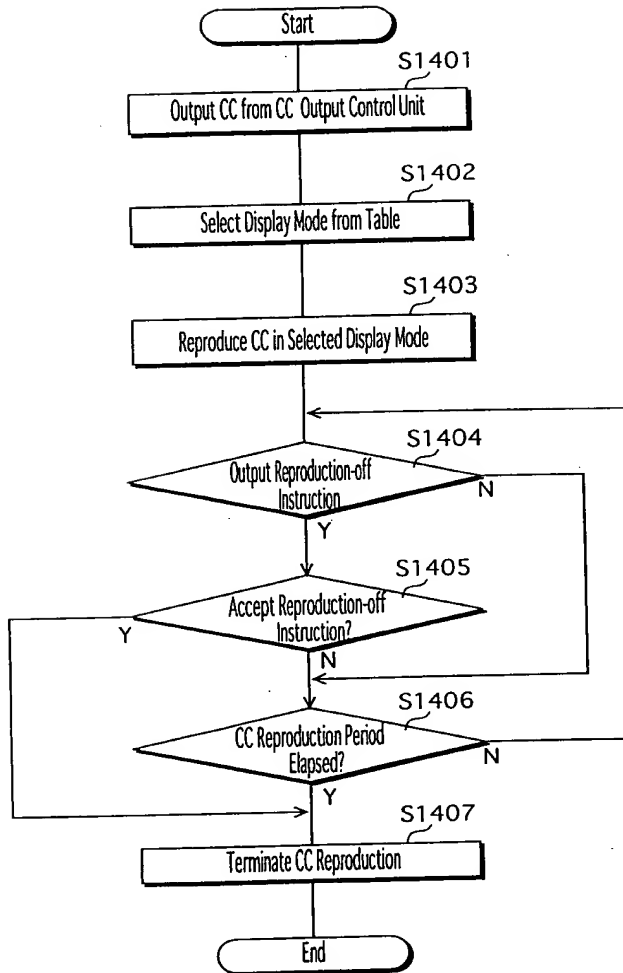 Start
S1401
Output CC from CC Output Control Unit
S1402
Select Display Mode from Table
S1403
Reproduce CC in Selected Display Mode
S1404
Output Reproduction-off
Instruction
N
Y
S1405
Accept Reproduction-off
Instruction?
Y
N
S1406
CC Reproduction Period
Elapsed?
N
Y
S1407
Terminate CC Reproduction
End